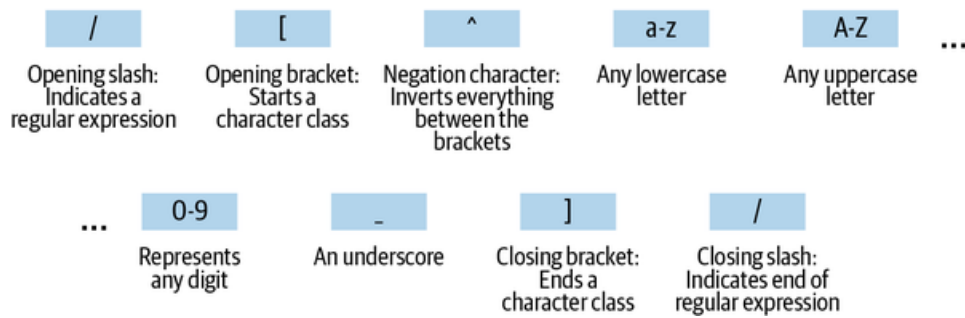 / [ ^ a-z A-Z ...
Opening slash: Opening bracket: Negation character: Any lowercase Any uppercase
Indicates a Starts a Inverts everything letter letter
regular expression character class between the
brackets
... 0-9 _ ] /
Represents An underscore Closing bracket: Closing slash:
any digit Ends a Indicates end of
character class regular expression